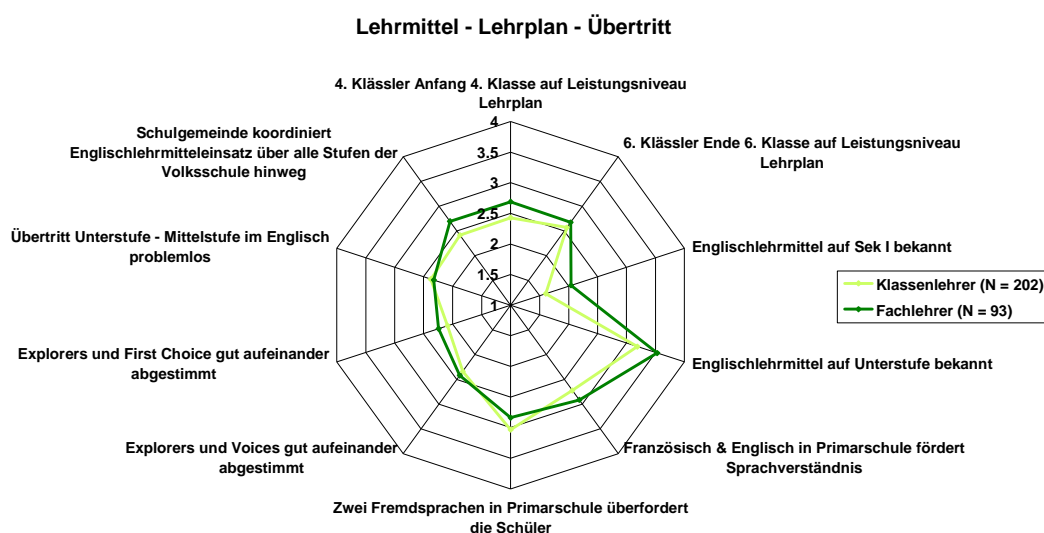 Lehrmittel - Lehrplan - Übertritt
4. Klässler Anfang 4. Klasse auf Leistungsniveau
Lehrplan
6. Klässler Ende 6. Klasse auf Leistungsniveau
Lehrplan
Englischlehrmittel auf Sek I bekannt
Englischlehrmittel auf Unterstufe bekannt
Französisch & Englisch in Primarschule fördert
Sprachverständnis
Zwei Fremdsprachen in Primarschule überfordert
die Schüler
Explorers und Voices gut aufeinander
abgestimmt
Explorers und First Choice gut aufeinander
abgestimmt
Übertritt Unterstufe - Mittelstufe im Englisch
problemlos
Schulgemeinde koordiniert
Englischlehrmitteleinsatz über alle Stufen der
Volksschule hinweg
4
3.5
3
2.5
2
1.5
1
Klassenlehrer (N = 202)
Fachlehrer (N = 93)